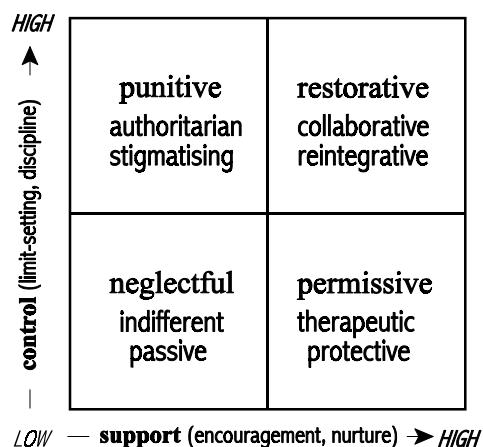 HIGH
punitive
authoritarian
stigmatising
restorative
collaborative
reintegrative
control (limit-setting, discipline)
neglectful
indifferent
passive
permissive
therapeutic
protective
LOW
support (encouragement, nurture)
HIGH